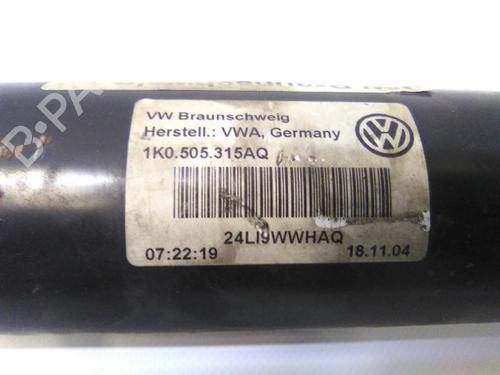 VW Braunschweig
Herstell.: VWA, Germany
1K0.505.315AQ
24LI9WWHAQ
07:22:19 18.11.04